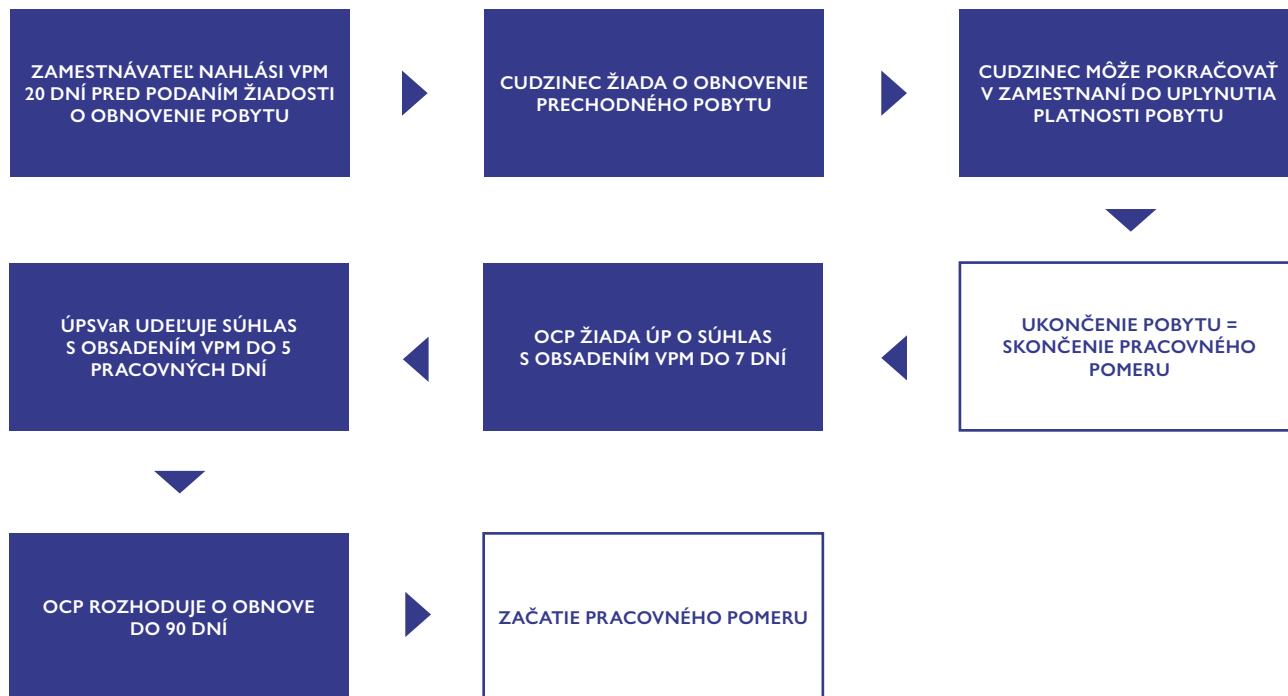 ZAMESTNÁVATEĽ NAHLÁSI VPM
20 DNÍ PRED PODANÍM ŽIADOSTI
O OBNOVENIE POBYTU
CUDZINEC ŽIADA O OBNOVENIE
PRECHODNÉHO POBYTU
CUDZINEC MÔŽE POKRAČOVAŤ
V ZAMESTNANÍ DO UPLYNUTIA
PLATNOSTI POBYTU
UKONČENIE POBYTU =
SKONČENIE PRACOVNÉHO
POMERU
OCP ŽIADA ÚP O SÚHLAS
S OBSADENÍM VPM DO 7 DNÍ
ÚPSVaR UDEĽUJE SÚHLAS
S OBSADENÍM VPM DO 5
PRACOVNÝCH DNÍ
OCP ROZHODUJE O OBNOVE
DO 90 DNÍ
ZAČATIE PRACOVNÉHO POMERU